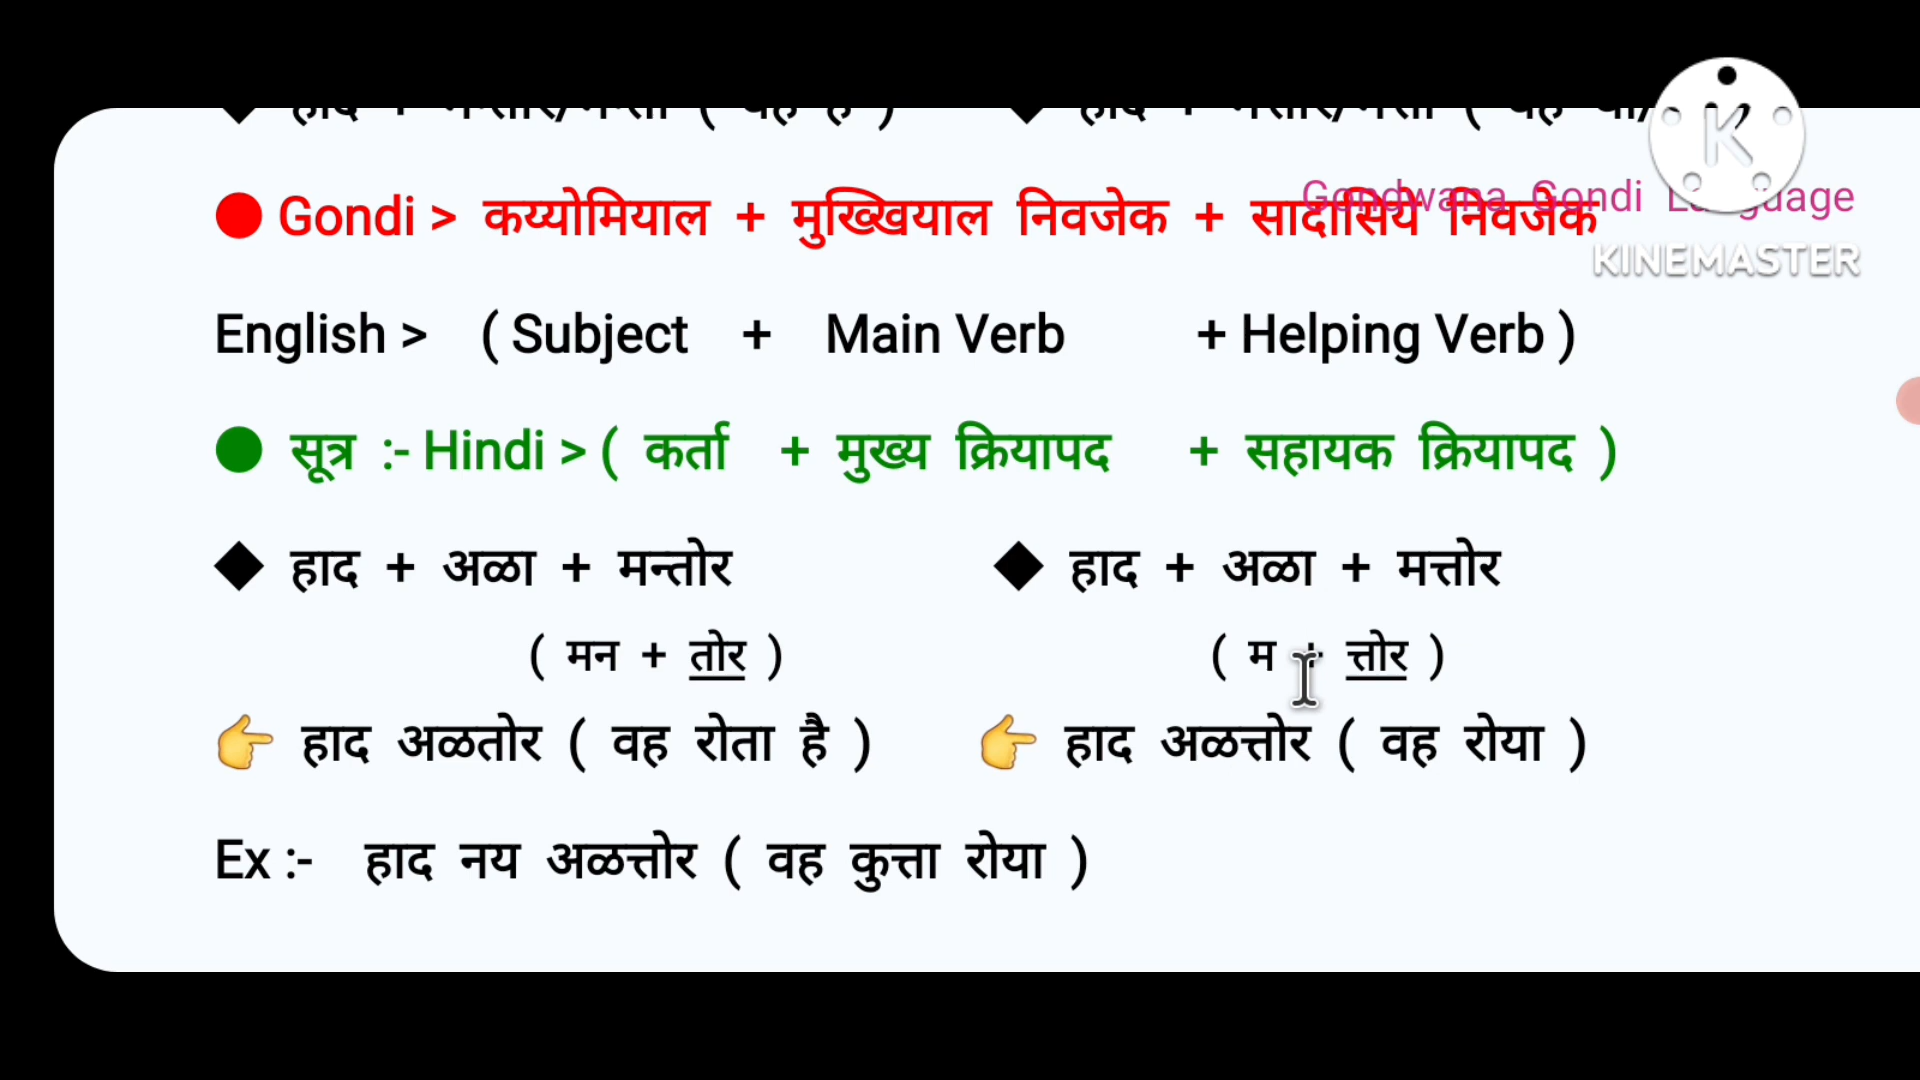 ● Gondi > कय्योमियाल + मुख्खियाल निवजेक + सादासिये निवजेक
Gondwana Gondi Language
KINEMASTER
English > ( Subject + Main Verb + Helping Verb )
● सूत्र :- Hindi > ( कर्ता + मुख्य क्रियापद + सहायक क्रियापद )
◆ हाद + अळा + मन्तोर ◆ हाद + अळा + मत्तोर
( मन + तोर ) ( म + त्तोर )
👉 हाद अळतोर ( वह रोता है ) 👉 हाद अळत्तोर ( वह रोया )
Ex :- हाद नय अळत्तोर ( वह कुत्ता रोया )